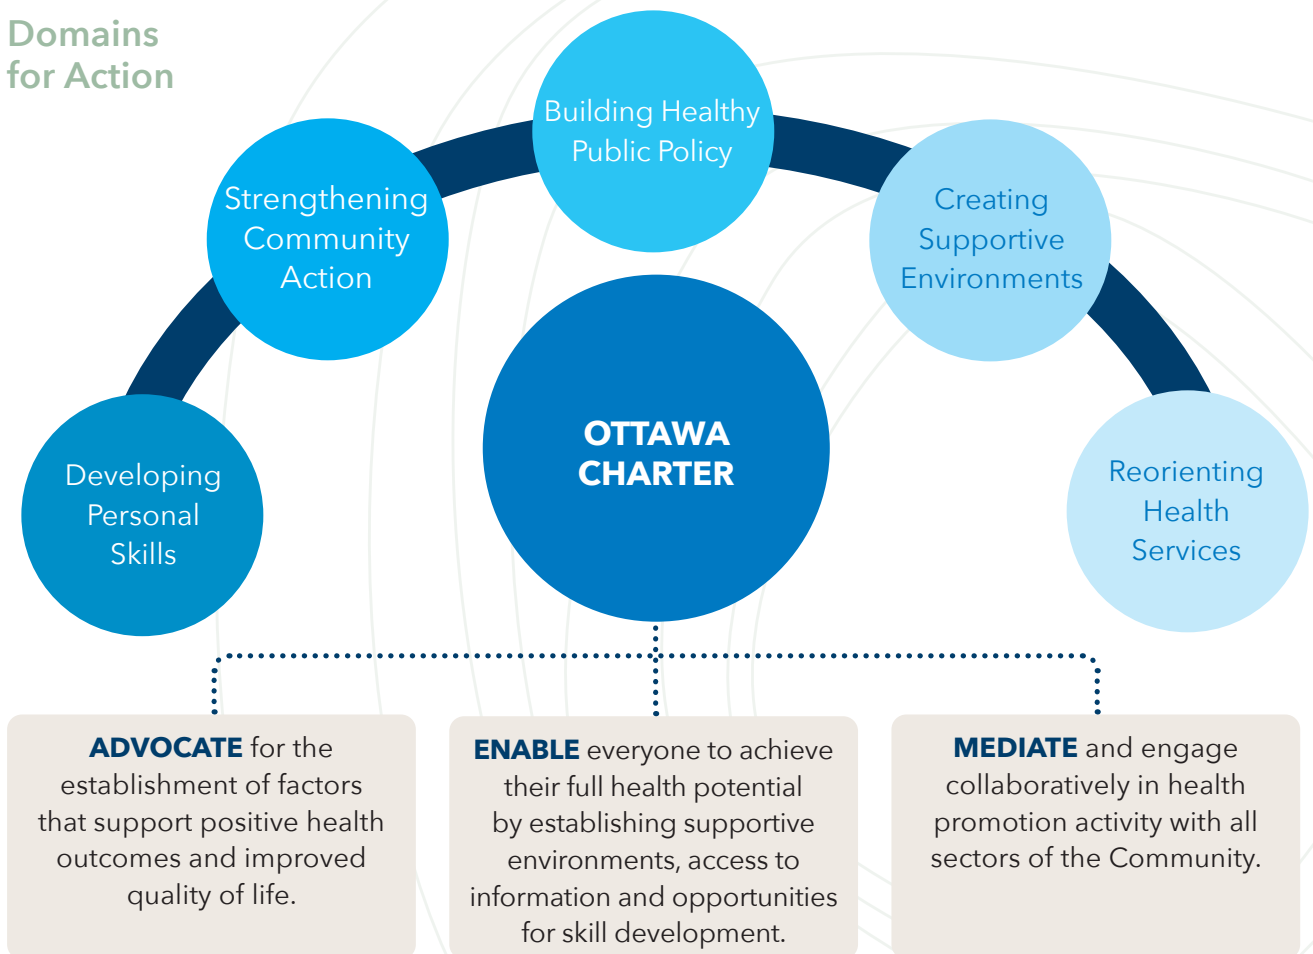 Domains
for Action
Building Healthy
Public Policy
Strengthening
Community
Action
Creating
Supportive
Environments
Developing
Personal
Skills
OTTAWA
CHARTER
Reorienting
Health
Services
ADVOCATE for the
establishment of factors
that support positive health
outcomes and improved
quality of life.
ENABLE everyone to achieve
their full health potential
by establishing supportive
environments, access to
information and opportunities
for skill development.
MEDIATE and engage
collaboratively in health
promotion activity with all
sectors of the Community.